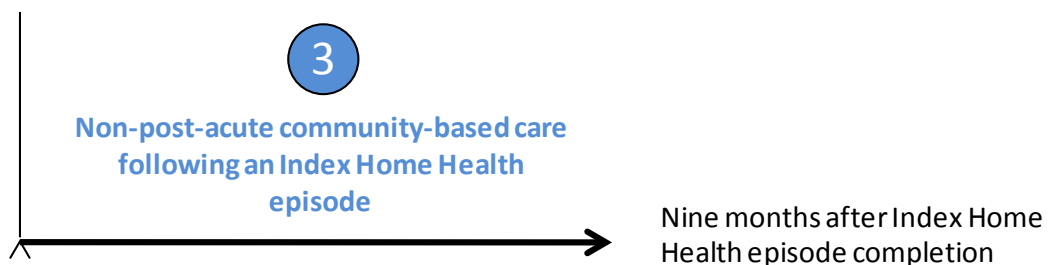 3
Non-post-acute community-based care
following an Index Home Health
episode
Nine months after Index Home
Health episode completion